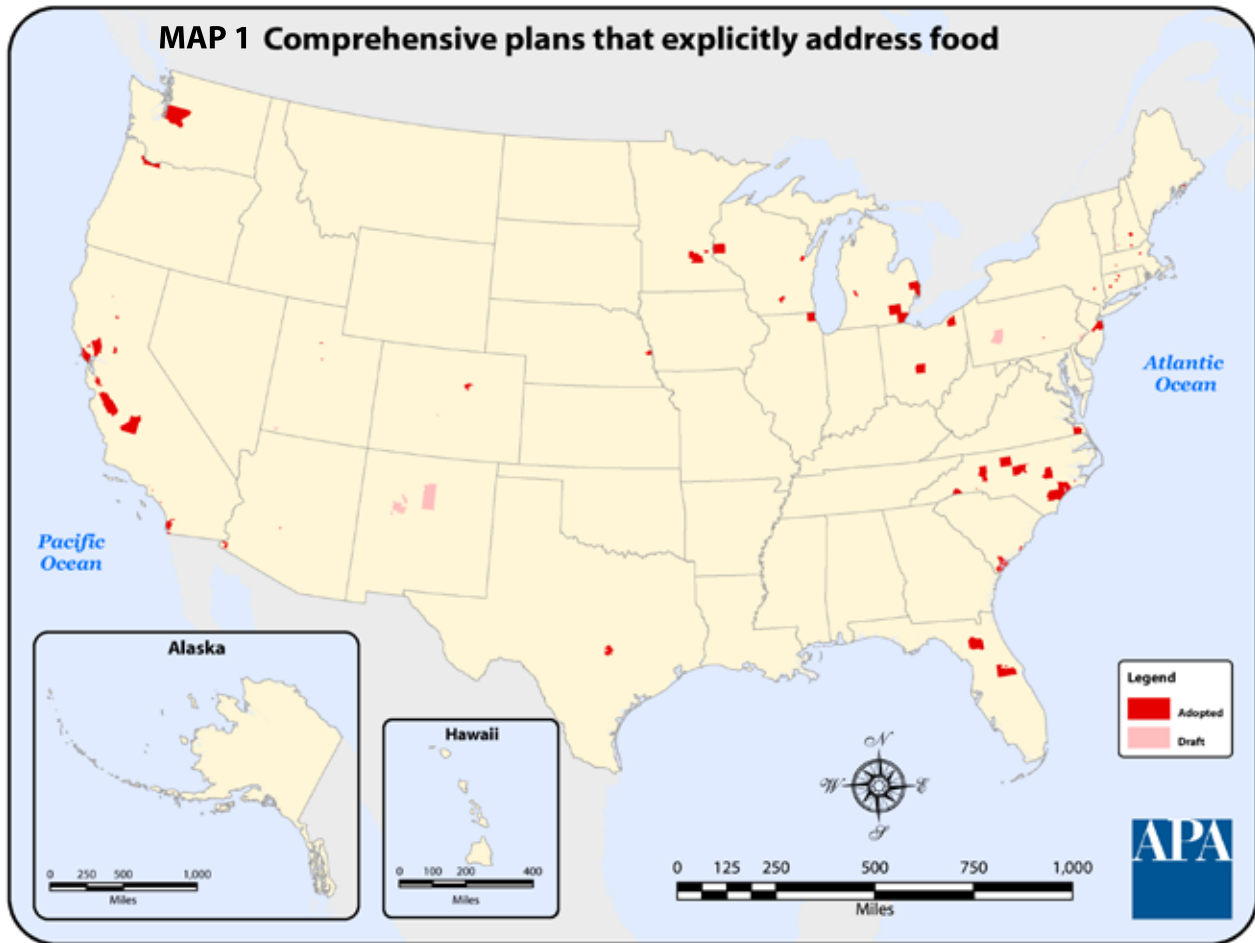 MAP 1 Comprehensive plans that explicitly address food
Atlantic
Ocean
Pacific
Ocean
Alaska
0 250 500 1,000
Miles
Hawaii
0 100 200 400
Miles
N
W E
S
0 125 250 500 750 1,000
Miles
Legend
Adopted
Draft
APA